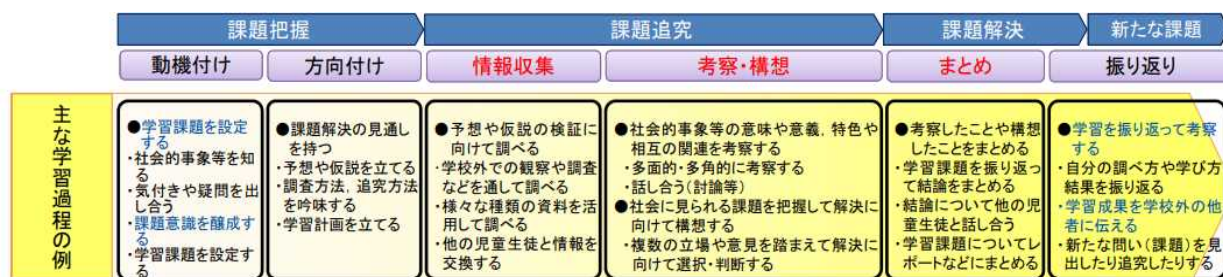 課題把握
課題追究
課題解決
新たな課題
動機付け
方向付け
情報収集
考察・構想
まとめ
振り返り
主な学習過程の例
●学習課題を設定
する
・社会的事象等を知
る
・気付きや疑問を出
し合う
・課題意識を醸成す
る
・学習課題を設定す
る
●課題解決の見通し
を持つ
・予想や仮説を立てる
・調査方法，追究方法
を吟味する
・学習計画を立てる
●予想や仮説の検証に
向けて調べる
・学校外での観察や調査
などを通して調べる
・様々な種類の資料を活
用して調べる
・他の児童生徒と情報を
交換する
●社会的事象等の意味や意義，特色や
相互の関連を考察する
・多面的・多角的に考察する
・話し合う（討論等）
●社会に見られる課題を把握して解決に
向けて構想する
・複数の立場や意見を踏まえて解決に
向けて選択・判断する
●考察したことや構想
したことをまとめる
・学習課題を振り返っ
て結論をまとめる
・結論について他の児
童生徒と話し合う
・学習課題についてレ
ポートなどにまとめる
●学習を振り返って考察
する
・自分の調べ方や学び方、
結果を振り返る
・学習成果を学校外の他
者に伝える
・新たな問い（課題）を見
出したり追究したりする